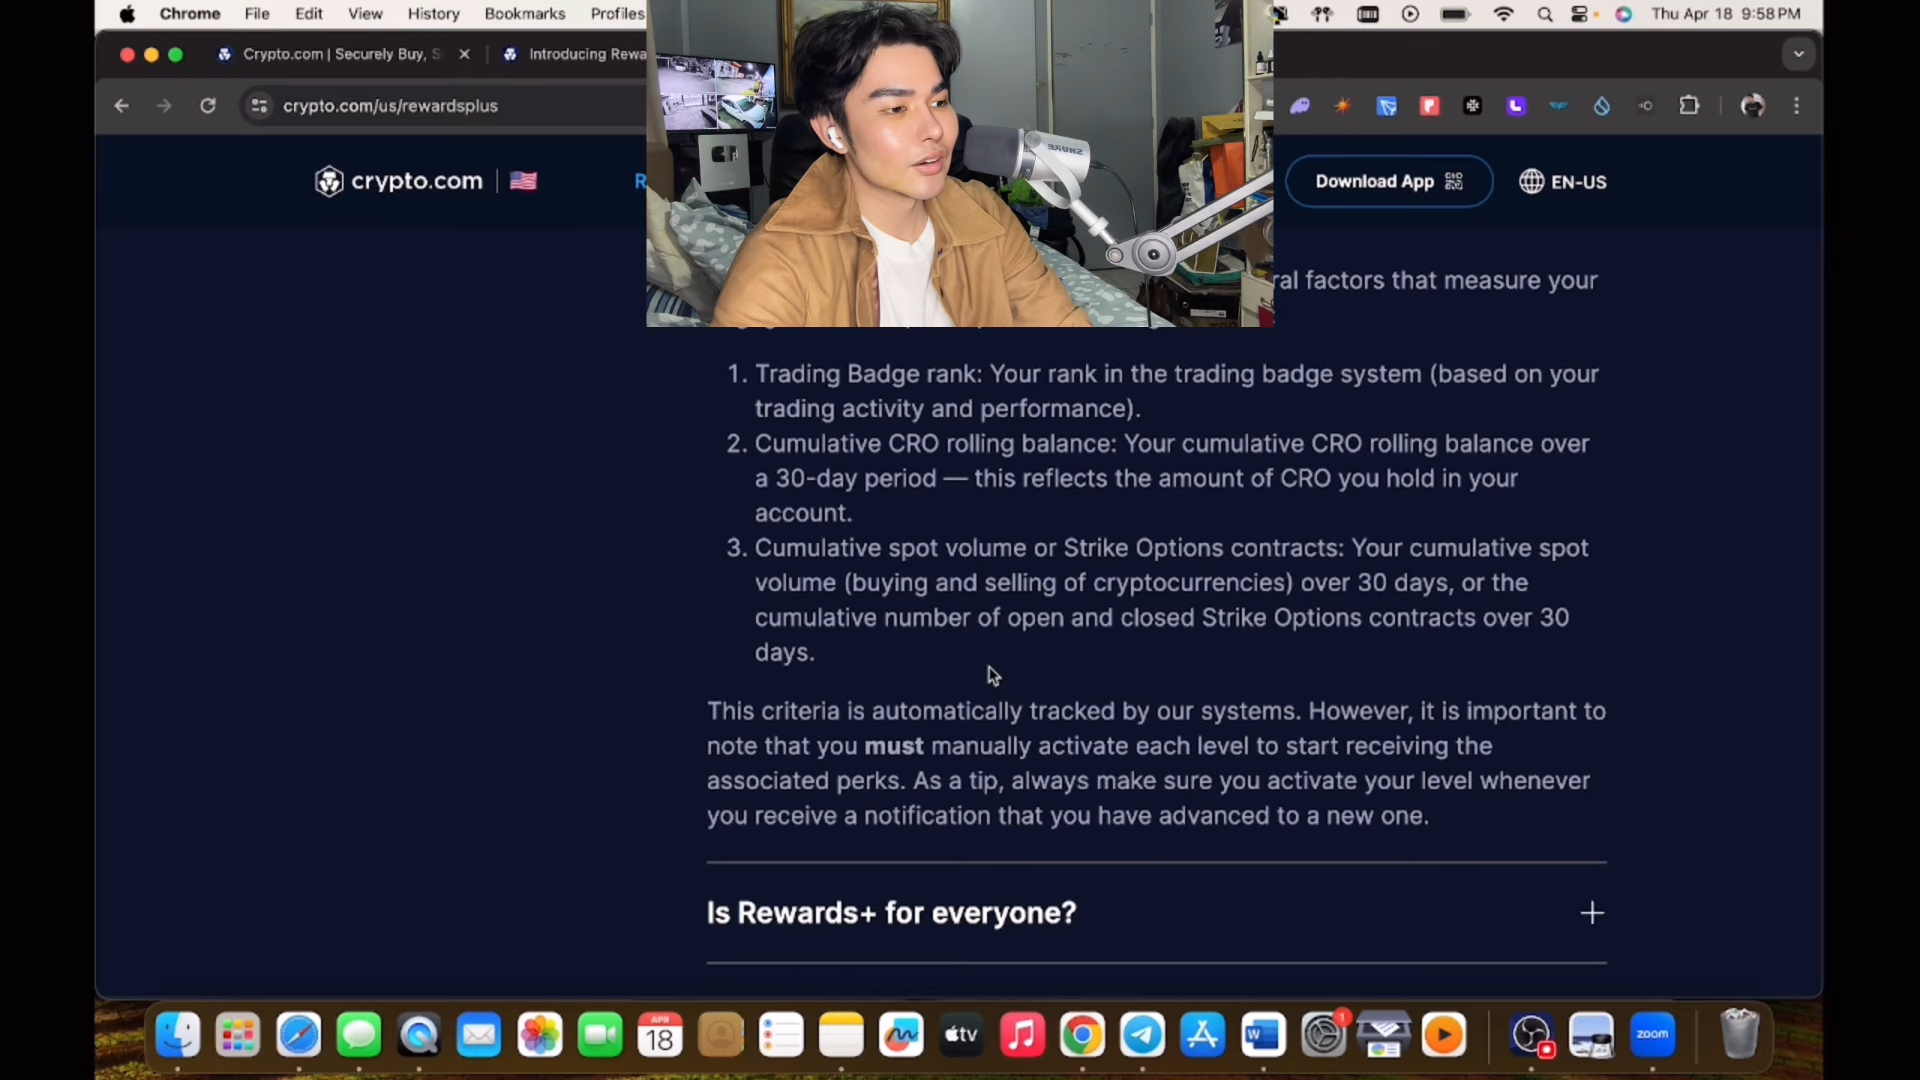 Chrome File Edit View History Bookmarks Profiles
Thu Apr 18 9:58 PM
Crypto.com | Securely Buy, S
Introducing Rewa
crypto.com/us/rewardsplus
crypto.com
R
Download App
EN-US
ral factors that measure your
1. Trading Badge rank: Your rank in the trading badge system (based on your
trading activity and performance).
2. Cumulative CRO rolling balance: Your cumulative CRO rolling balance over
a 30-day period — this reflects the amount of CRO you hold in your
account.
3. Cumulative spot volume or Strike Options contracts: Your cumulative spot
volume (buying and selling of cryptocurrencies) over 30 days, or the
cumulative number of open and closed Strike Options contracts over 30
days.
This criteria is automatically tracked by our systems. However, it is important to
note that you must manually activate each level to start receiving the
associated perks. As a tip, always make sure you activate your level whenever
you receive a notification that you have advanced to a new one.
Is Rewards+ for everyone?
SHURE
APR
18
tv
W
1
zoom